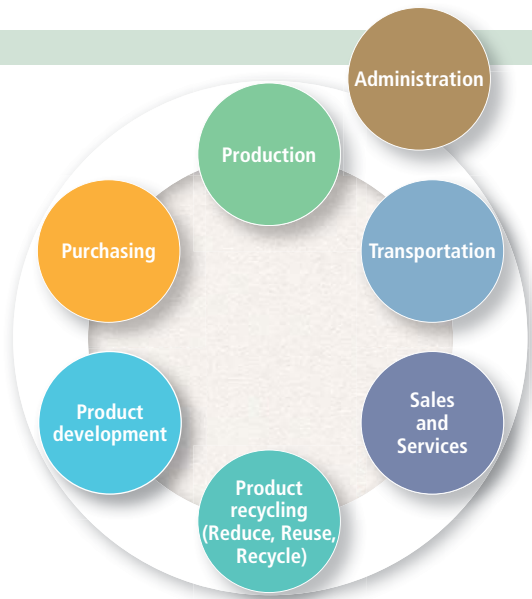 Administration
Production
Purchasing
Transportation
Product
development
Sales
and
Services
Product
recycling
(Reduce, Reuse,
Recycle)